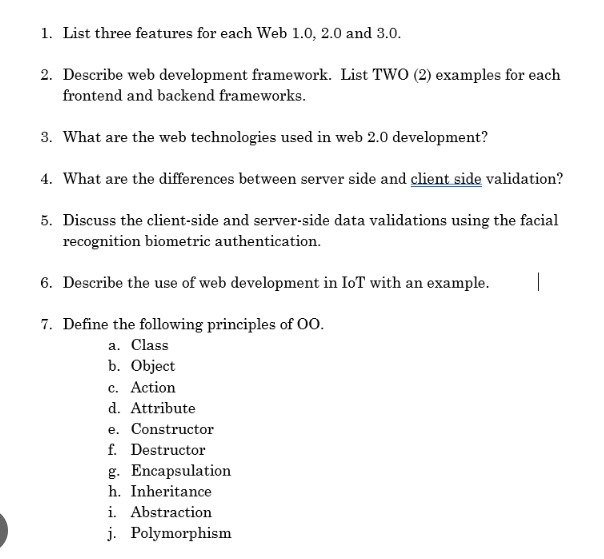 1. List three features for each Web 1.0, 2.0 and 3.0.
2. Describe web development framework. List TWO (2) examples for each
frontend and backend frameworks.
3. What are the web technologies used in web 2.0 development?
4. What are the differences between server side and client side validation?
5. Discuss the client-side and server-side data validations using the facial
recognition biometric authentication.
6. Describe the use of web development in IoT with an example.
7. Define the following principles of OO.
a. Class
b. Object
c. Action
d. Attribute
e. Constructor
f. Destructor
g. Encapsulation
h. Inheritance
i. Abstraction
j. Polymorphism